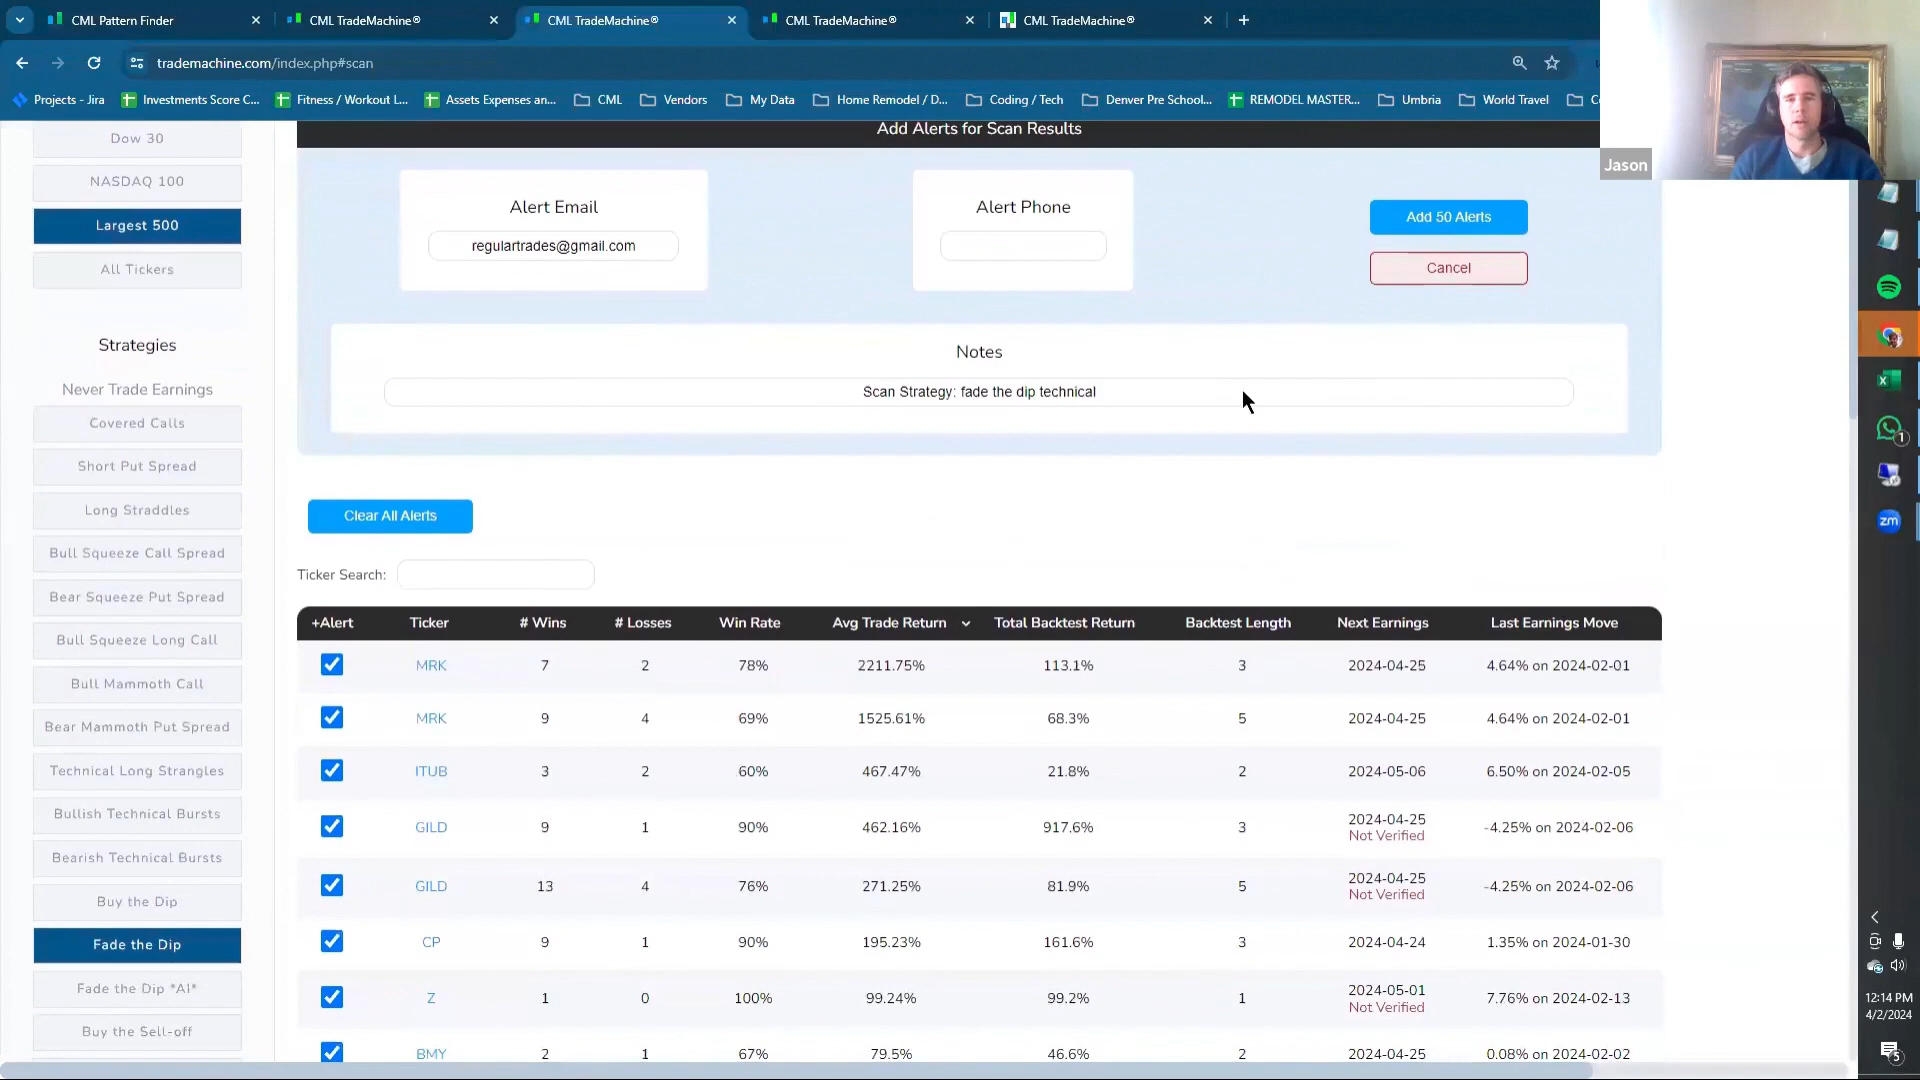 CML Pattern Finder
CML TradeMachine®
CML TradeMachine®
CML TradeMachine®
CML TradeMachine®
trademachine.com/index.php#scan
Projects - Jira
Investments Score C...
Fitness / Workout L...
Assets Expenses an...
CML
Vendors
My Data
Home Remodel / D...
Coding / Tech
Denver Pre School...
REMODEL MASTER...
Umbria
World Travel
Jason
Dow 30
NASDAQ 100
Largest 500
All Tickers
Strategies
Never Trade Earnings
Covered Calls
Short Put Spread
Long Straddles
Bull Squeeze Call Spread
Bear Squeeze Put Spread
Bull Squeeze Long Call
Bull Mammoth Call
Bear Mammoth Put Spread
Technical Long Strangles
Bullish Technical Bursts
Bearish Technical Bursts
Buy the Dip
Fade the Dip
Fade the Dip *AI*
Buy the Sell-off
Add Alerts for Scan Results
Alert Email
regulartrades@gmail.com
Alert Phone
Add 50 Alerts
Cancel
Notes
Scan Strategy: fade the dip technical
Clear All Alerts
Ticker Search:
+Alert Ticker # Wins # Losses Win Rate Avg Trade Return Total Backtest Return Backtest Length Next Earnings Last Earnings Move
MRK 7 2 78% 2211.75% 113.1% 3 2024-04-25 4.64% on 2024-02-01
MRK 9 4 69% 1525.61% 68.3% 5 2024-04-25 4.64% on 2024-02-01
ITUB 3 2 60% 467.47% 21.8% 2 2024-05-06 6.50% on 2024-02-05
GILD 9 1 90% 462.16% 917.6% 3 2024-04-25 -4.25% on 2024-02-06
Not Verified
GILD 13 4 76% 271.25% 81.9% 5 2024-04-25 -4.25% on 2024-02-06
Not Verified
CP 9 1 90% 195.23% 161.6% 3 2024-04-24 1.35% on 2024-01-30
Z 1 0 100% 99.24% 99.2% 1 2024-05-01 7.76% on 2024-02-13
Not Verified
BMY 2 1 67% 79.5% 46.6% 2 2024-04-25 0.08% on 2024-02-02
1
zm
12:14 PM
4/2/2024
5